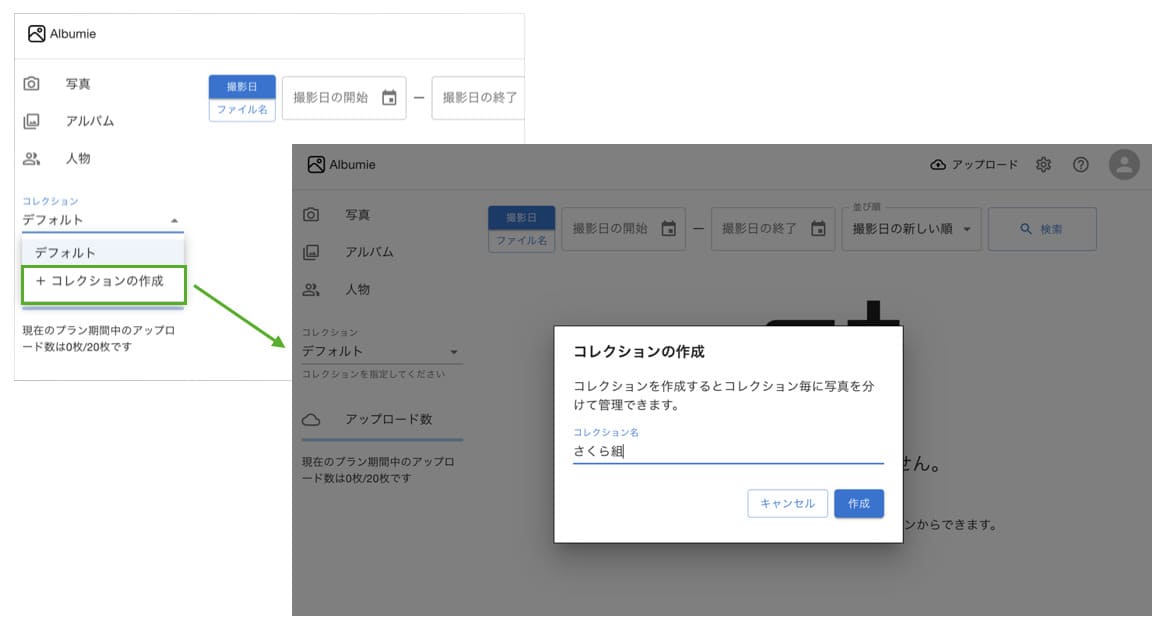 Albumie
写真
アルバム
人物
撮影日
ファイル名
撮影日の開始
—
撮影日の終了
コレクション
デフォルト
デフォルト
+ コレクションの作成
現在のプラン期間中のアップロ
ード数は0枚/20枚です
Albumie
アップロード
写真
アルバム
人物
撮影日
ファイル名
撮影日の開始
—
撮影日の終了
並び順
撮影日の新しい順
検索
コレクション
デフォルト
コレクションを指定してください
アップロード数
現在のプラン期間中のアップロ
ード数は0枚/20枚です
コレクションの作成
コレクションを作成するとコレクション毎に写真を分
けて管理できます。
コレクション名
さくら組
キャンセル
作成
せん。
ンからできます。